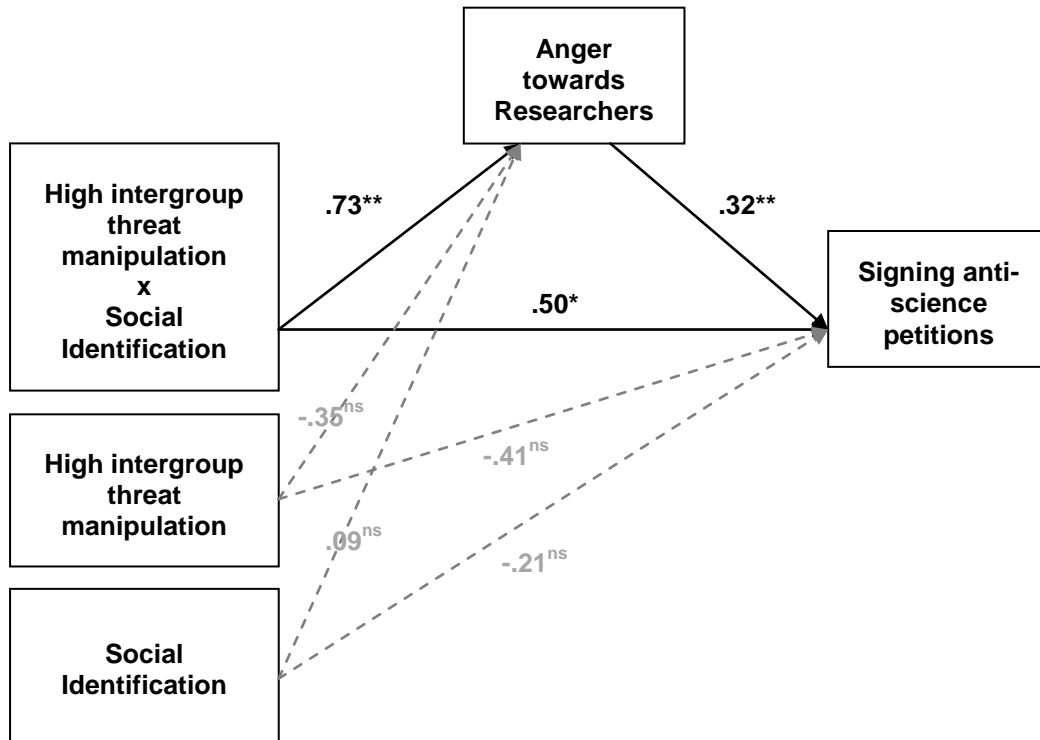 Anger
towards
Researchers
High intergroup
threat
manipulation
x
Social
Identification
.73**
.32**
Signing anti-
science
petitions
.50*
-.35ns
High intergroup
threat
manipulation
-.41ns
.09ns
-.21ns
Social
Identification